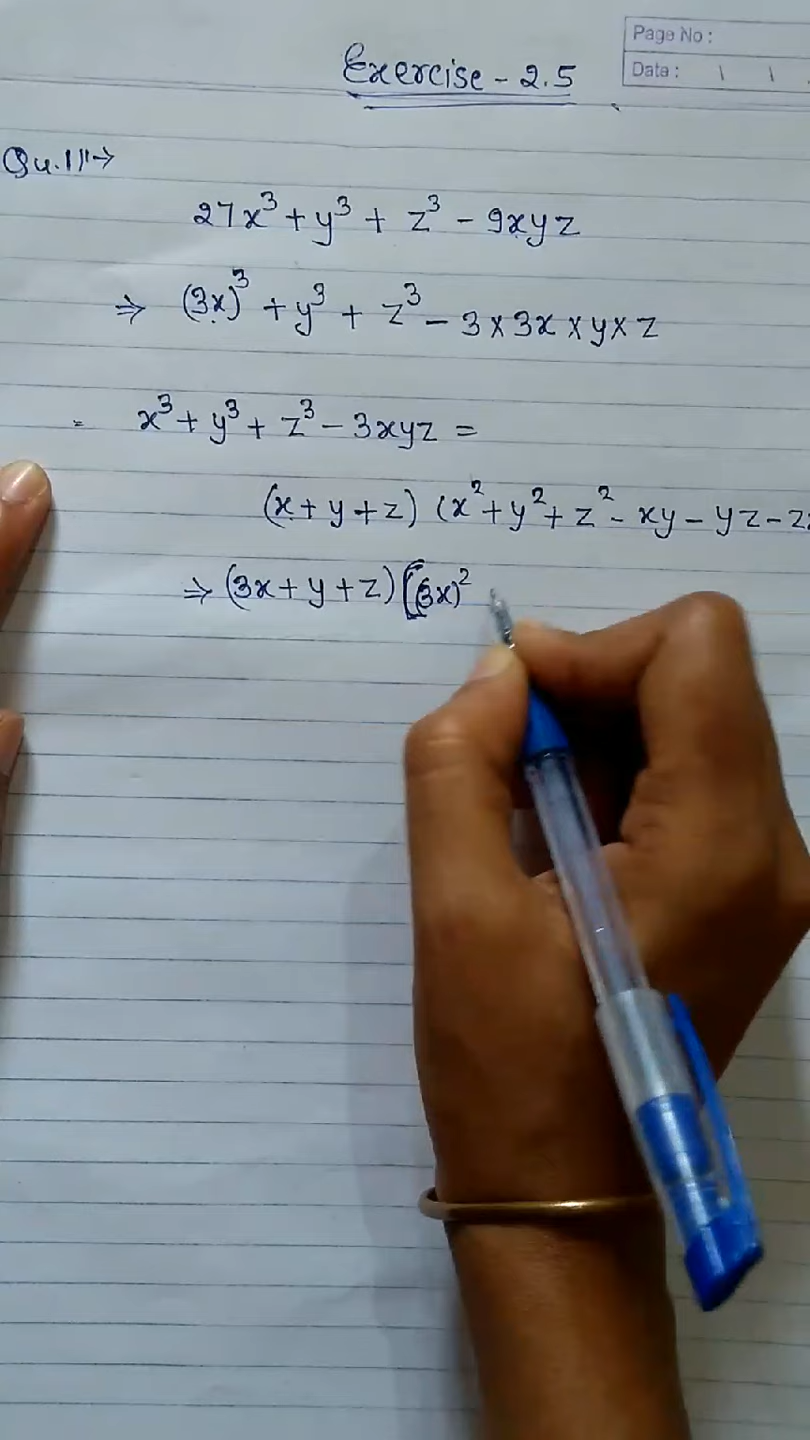 Page No :
Exercise - 2.5
Date : \ \
Qu.11→
27x³ + y³ + z³ - 9xyz
⇒ (3x)³ + y³ + z³ - 3 × 3x × y × z
= x³ + y³ + z³ - 3xyz =
(x + y + z) (x² + y² + z² - xy - yz - z
⇒ (3x + y + z) [(3x)²